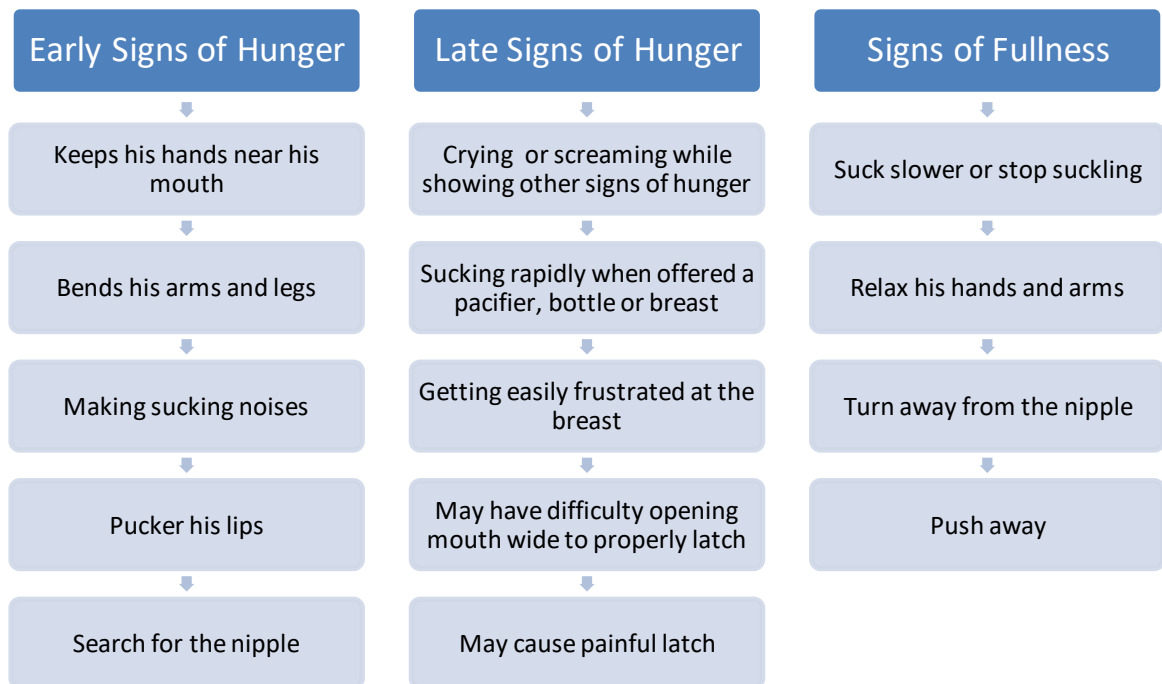 Early Signs of Hunger
Keeps his hands near his
mouth
Bends his arms and legs
Making sucking noises
Pucker his lips
Search for the nipple
Late Signs of Hunger
Crying or screaming while
showing other signs of hunger
Sucking rapidly when offered a
pacifier, bottle or breast
Getting easily frustrated at the
breast
May have difficulty opening
mouth wide to properly latch
May cause painful latch
Signs of Fullness
Suck slower or stop suckling
Relax his hands and arms
Turn away from the nipple
Push away